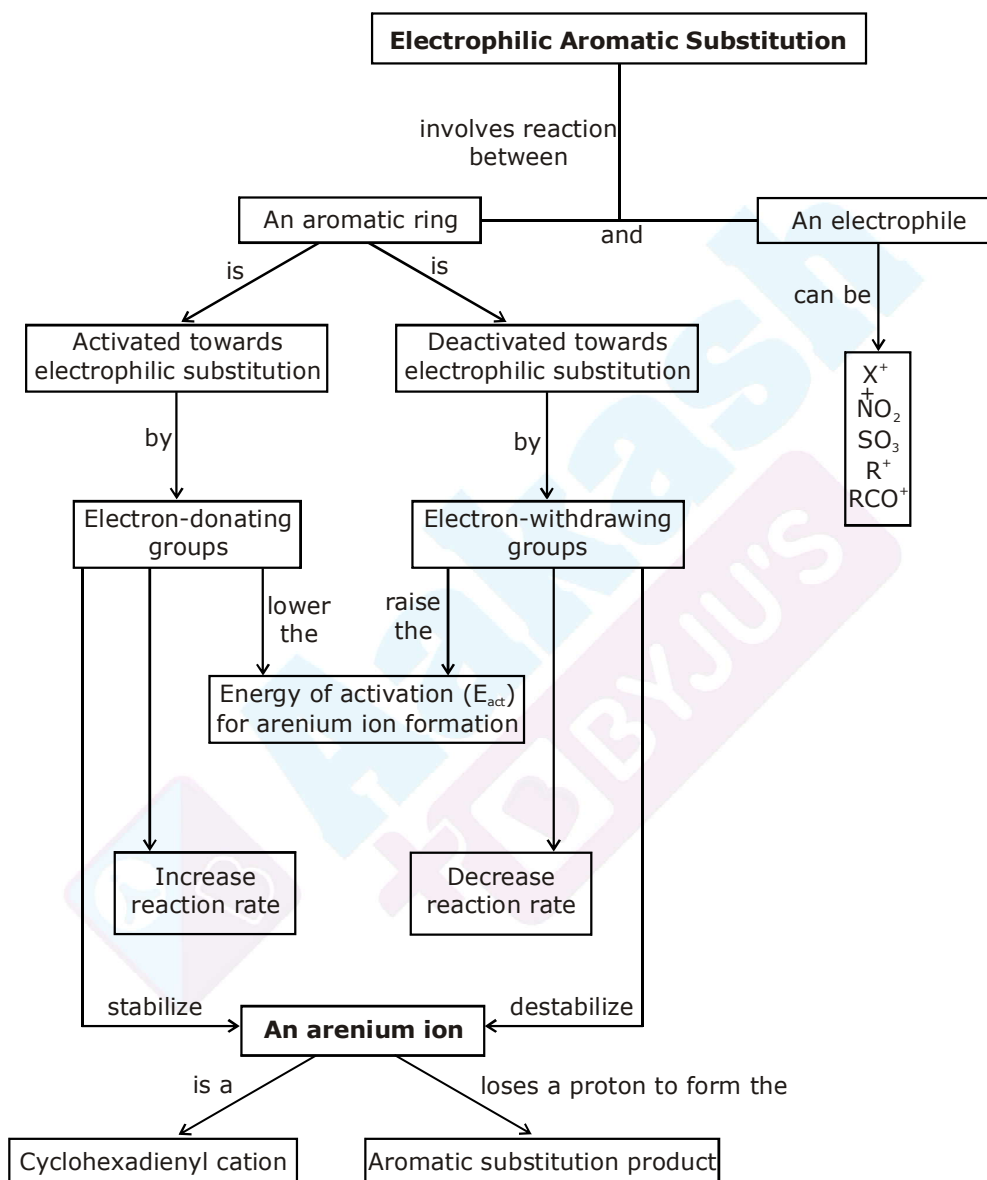 Electrophilic Aromatic Substitution
involves reaction
between
An aromatic ring
and
An electrophile
is
is
can be
Activated towards
electrophilic substitution
Deactivated towards
electrophilic substitution
X⁺
+
NO₂
SO₃
R⁺
RCO⁺
by
by
Electron-donating
groups
Electron-withdrawing
groups
lower
the
raise
the
Energy of activation (Eₐcₜ)
for arenium ion formation
Increase
reaction rate
Decrease
reaction rate
stabilize
An arenium ion
destabilize
is a
loses a proton to form the
Cyclohexadienyl cation
Aromatic substitution product
Aakash
BYJU'S